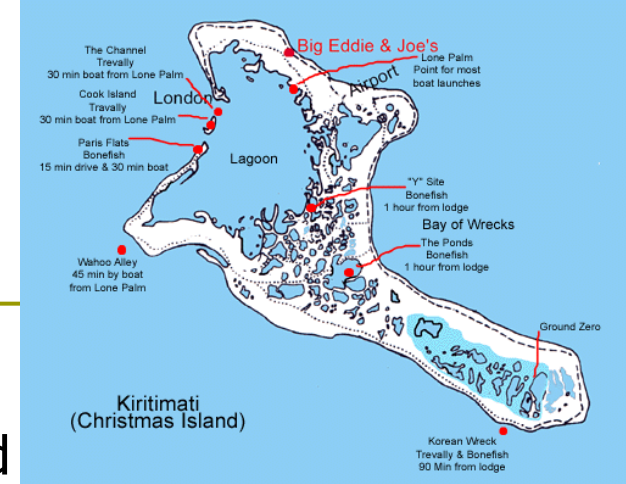 Big Eddie & Joe's
The Channel
Trevally
30 min boat from Lone Palm
Lone Palm
Point for most
boat launches
Airport
Cook Island
Travally
30 min boat from Lone Palm
London
Paris Flats
Bonefish
15 min drive & 30 min boat
Lagoon
"Y" Site
Bonefish
1 hour from lodge
Bay of Wrecks
The Ponds
Bonefish
1 hour from lodge
Wahoo Alley
45 min by boat
from Lone Palm
Ground Zero
Kiritimati
(Christmas Island)
Korean Wreck
Trevally & Bonefish
90 Min from lodge
d